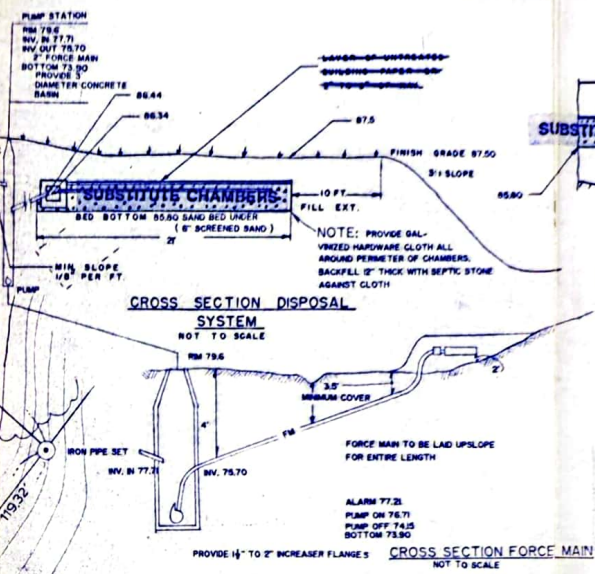 PUMP STATION
RIM 79.6
INV. IN 77.71
INV. OUT 75.70
2" FORCE MAIN
BOTTOM 73.90
PROVIDE 3'
DIAMETER CONCRETE
BASIN
LAYER OF UNTREATED
BUILDING PAPER OR
86.44
86.34
87.5
SUBSTIT
FINISH GRADE 87.50
3:1 SLOPE
85.80
SUBSTITUTE CHAMBERS
10 FT.
FILL EXT.
BED BOTTOM 85.80 SAND BED UNDER
(6" SCREENED SAND)
21'
NOTE: PROVIDE GAL-
VINIZED HARDWARE CLOTH ALL
AROUND PERIMETER OF CHAMBERS.
BACKFILL 12" THICK WITH SEPTIC STONE
AGAINST CLOTH
MIN. SLOPE
1/8" PER FT.
PUMP
CROSS SECTION DISPOSAL
SYSTEM
NOT TO SCALE
RIM 79.6
3.5'
MINIMUM COVER
2'
4'
FM
FORCE MAIN TO BE LAID UPSLOPE
FOR ENTIRE LENGTH
IRON PIPE SET
INV. IN 77.71
INV. 75.70
119.32'
ALARM 77.21
PUMP ON 76.71
PUMP OFF 74.15
BOTTOM 73.90
PROVIDE 1½" TO 2" INCREASER FLANGES
CROSS SECTION FORCE MAIN
NOT TO SCALE